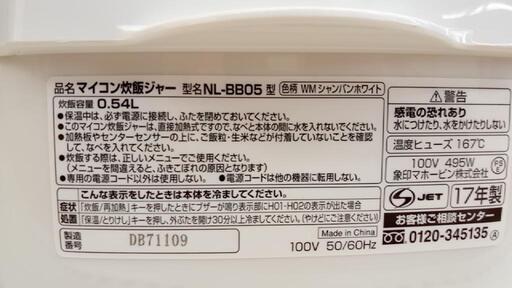 品名 マイコン炊飯ジャー 型名 NL-BB05 型 色柄 WM シャンパンホワイト
炊飯容量 0.54L
●保温中は、必ず電源に接続し、ふたを閉めておいてください。
●このマイコン炊飯ジャーは、直接加熱式ですので、なべと本体の間に水を入れないでください。
●加熱板やセンターセンサーの上に、ご飯粒・生米などが付着していないことを確認して、なべを入れてください。
●炊飯する際は、正しいメニューでご使用ください。
(メニューを間違えると、ふきこぼれの原因となります)
●専用の電源コード以外は使用しない。 ●電源コードは他の機器に転用しない。
こんな表示をしたときは本体を冷ましてください。
症状 「炊飯/再加熱」キーを押すとブザーが鳴り表示部にH01・H02の表示が出た場合
処置 「保温/とりけし」キーを押し、外ぶたを開け30分以上冷ましてください。(やけどにご注意ください)
製造番号 DB71109
Made in China
100V 50/60Hz
警告
感電の恐れあり
水につけたり、水をかけたりしない
温度ヒューズ 167℃
100V 495W
PSE
象印マホービン株式会社
S JET 17年製
お客様ご相談センター
0120-345135 Ⓐ